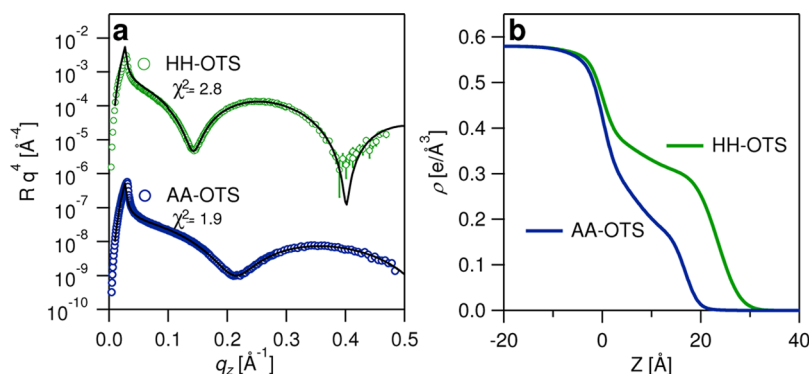 a
HH-OTS
χ²= 2.8
AA-OTS
χ²= 1.9
R q⁴ [Å⁻⁴]
10⁻²
10⁻³
10⁻⁴
10⁻⁵
10⁻⁶
10⁻⁷
10⁻⁸
10⁻⁹
10⁻¹⁰
0.0 0.1 0.2 0.3 0.4 0.5
q_z [Å⁻¹]
b
HH-OTS
AA-OTS
ρ [e/Å³]
0.6
0.5
0.4
0.3
0.2
0.1
0.0
-20 0 20 40
Z [Å]